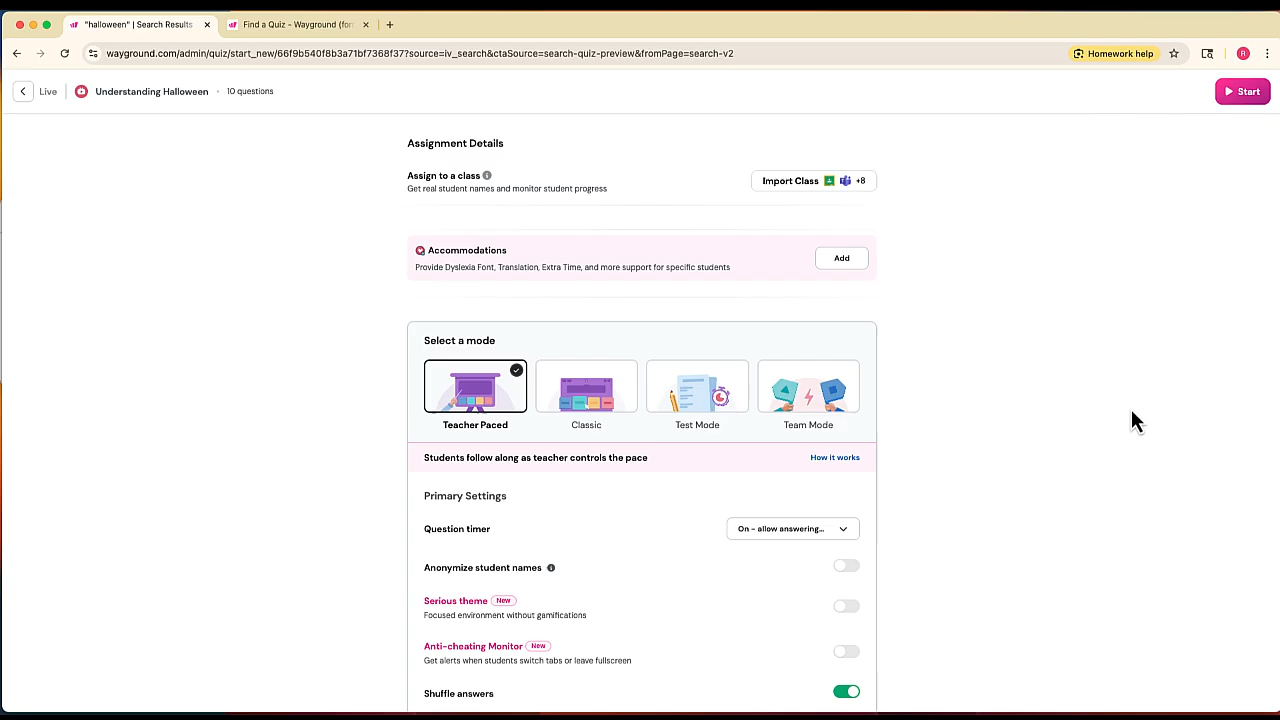 "halloween" | Search Results
Find a Quiz - Wayground (for
wayground.com/admin/quiz/start_new/66f9b540f8b3a71bf7368f37?source=lv_search&ctaSource=search-quiz-preview&fromPage=search-v2
Homework help
R
Live
Understanding Halloween · 10 questions
Start
Assignment Details
Assign to a class
Get real student names and monitor student progress
Import Class +8
Accommodations
Provide Dyslexia Font, Translation, Extra Time, and more support for specific students
Add
Select a mode
Teacher Paced
Classic
Test Mode
Team Mode
Students follow along as teacher controls the pace
How it works
Primary Settings
Question timer
On - allow answering...
Anonymize student names
Serious theme New
Focused environment without gamifications
Anti-cheating Monitor New
Get alerts when students switch tabs or leave fullscreen
Shuffle answers